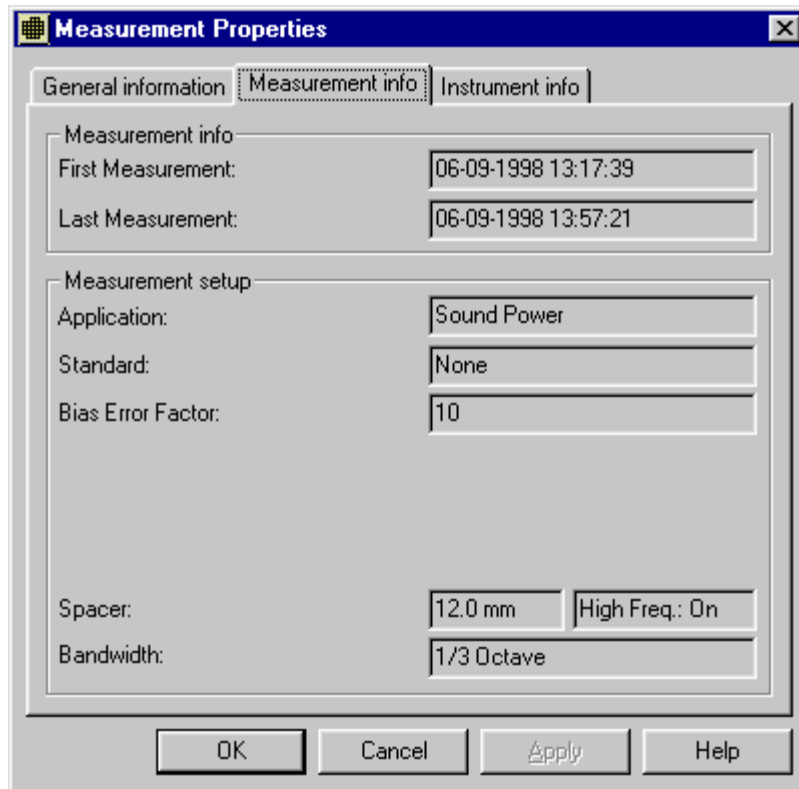 Measurement Properties
General information Measurement info Instrument info
Measurement info
First Measurement: 06-09-1998 13:17:39
Last Measurement: 06-09-1998 13:57:21
Measurement setup
Application: Sound Power
Standard: None
Bias Error Factor: 10
Spacer: 12.0 mm High Freq.: On
Bandwidth: 1/3 Octave
OK Cancel Apply Help